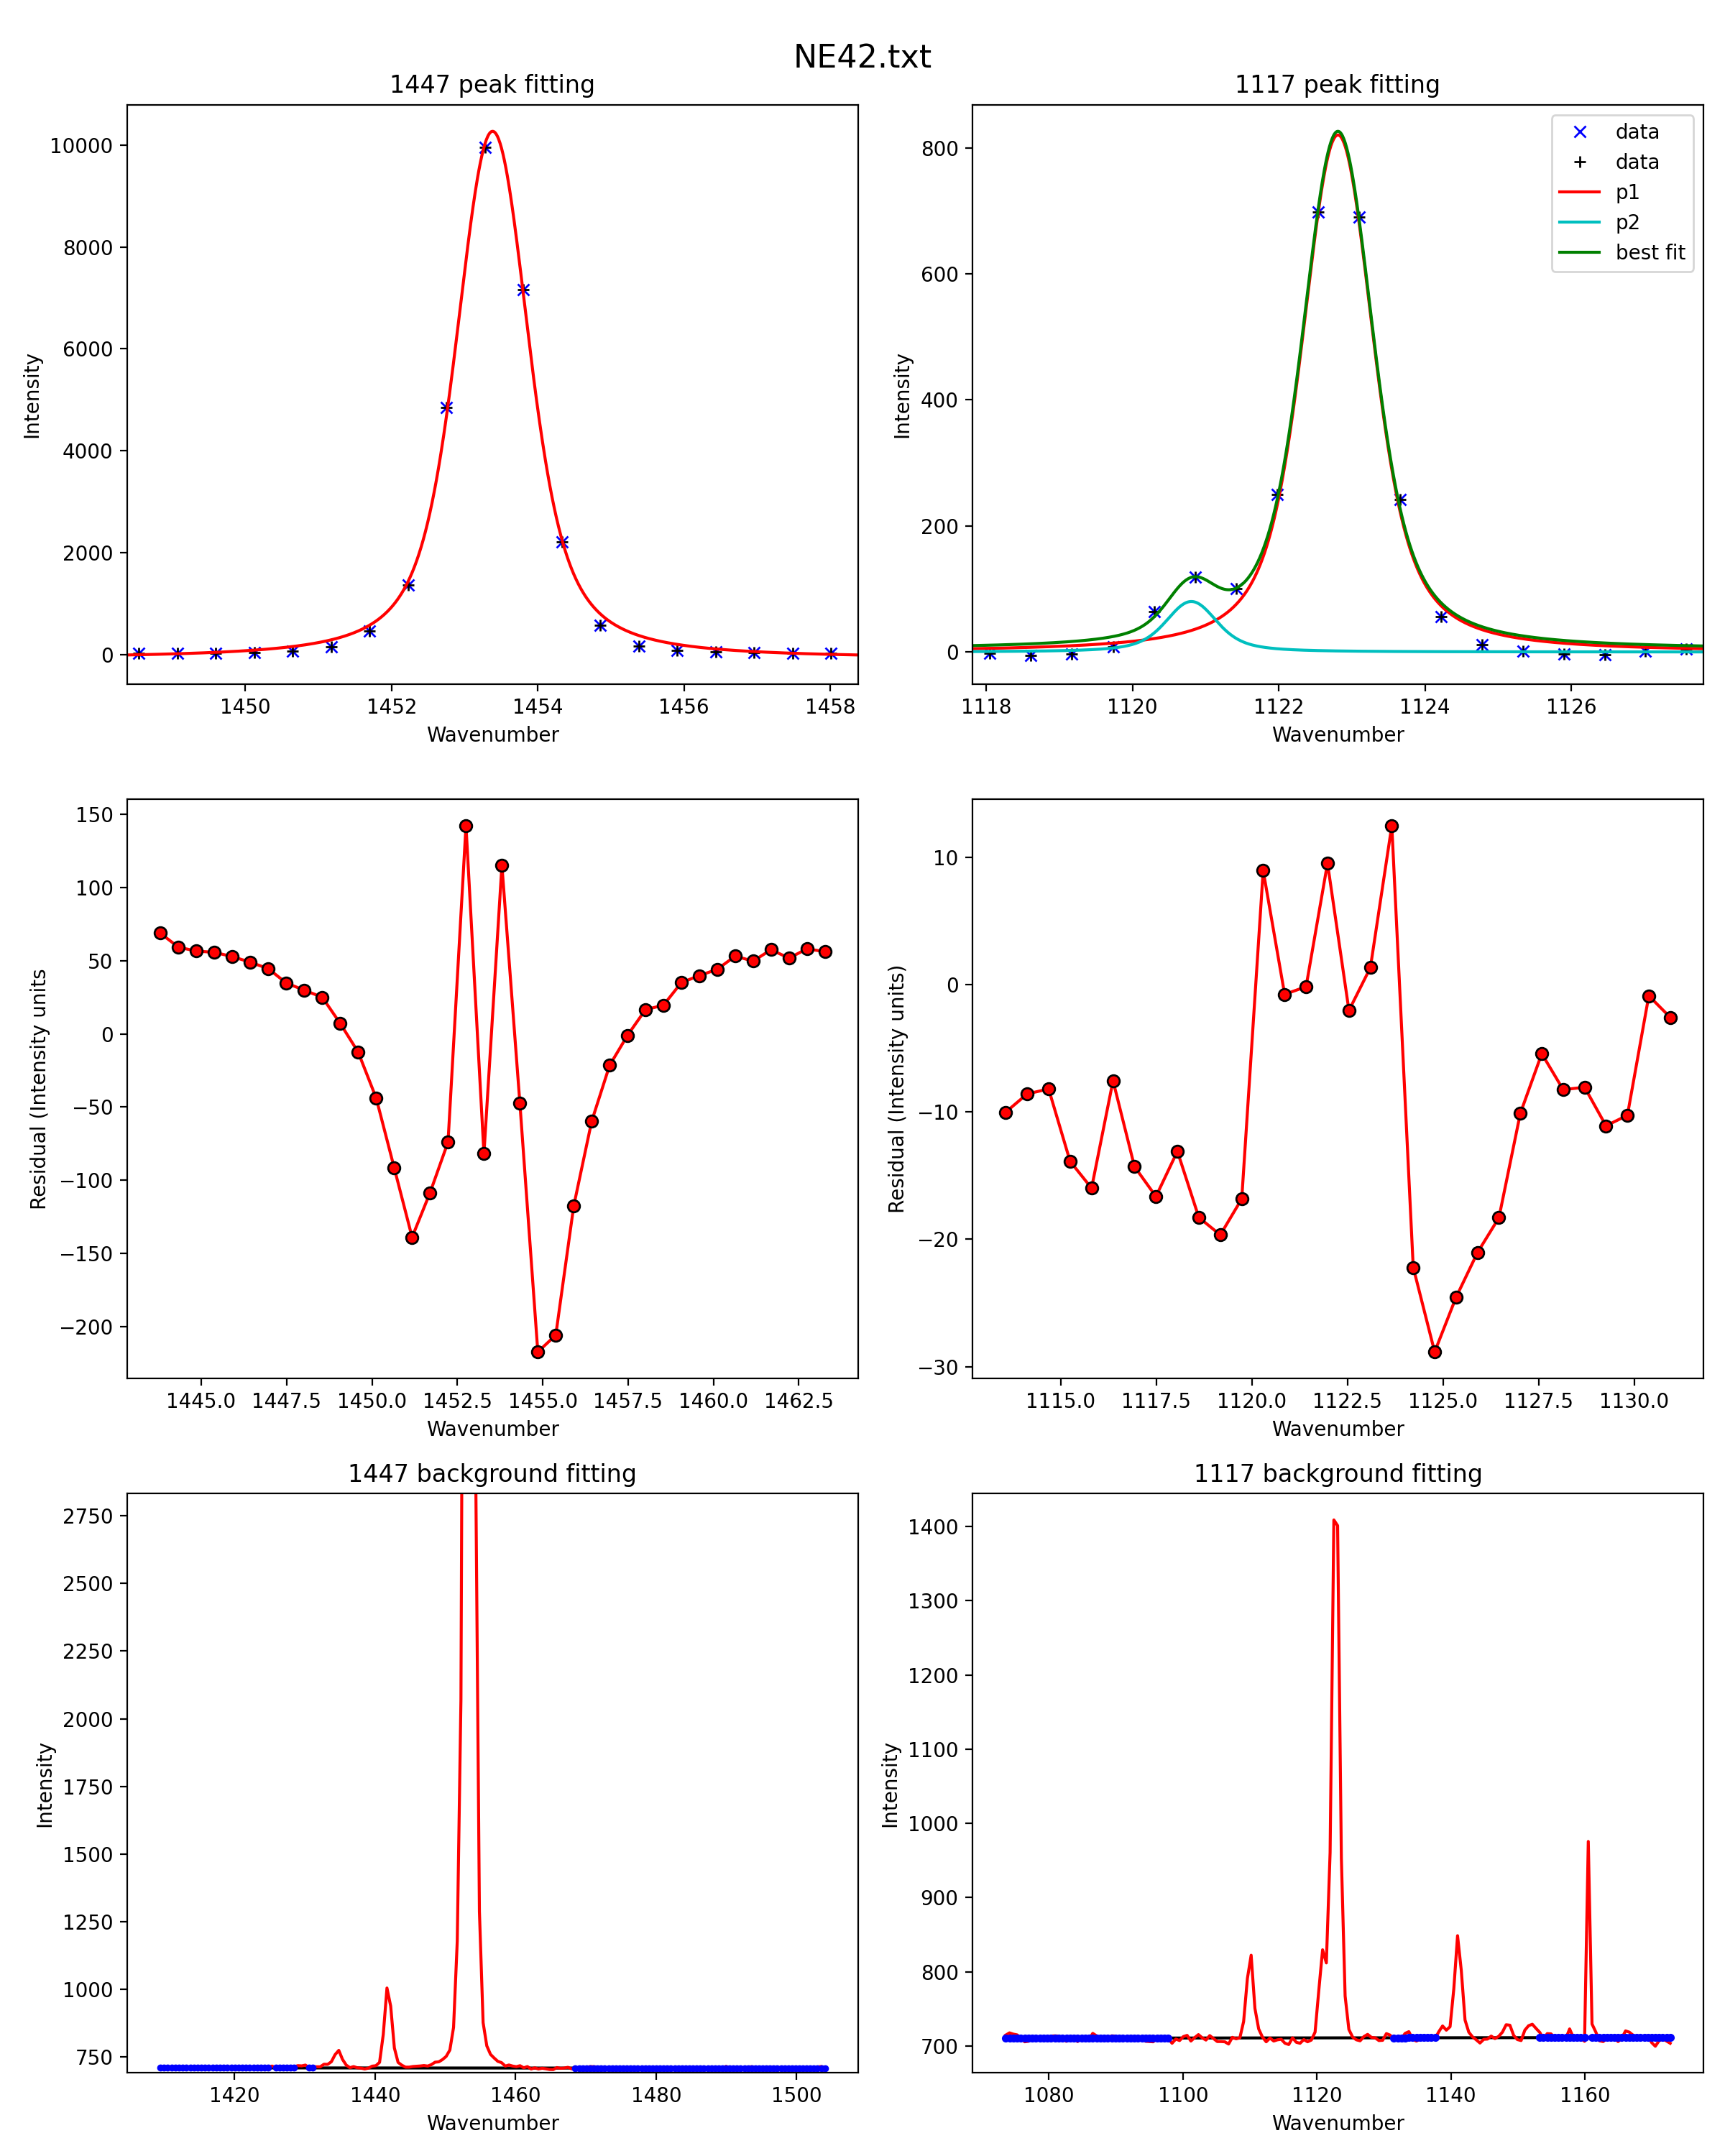 NE42.txt
1447 peak fitting
10000
8000
6000
4000
2000
0
Intensity
1450 1452 1454 1456 1458
Wavenumber
1117 peak fitting
800
600
400
200
0
Intensity
1118 1120 1122 1124 1126
Wavenumber
data
data
p1
p2
best fit
150
100
50
0
−50
−100
−150
−200
Residual (Intensity units
1445.0 1447.5 1450.0 1452.5 1455.0 1457.5 1460.0 1462.5
Wavenumber
10
0
−10
−20
−30
Residual (Intensity units)
1115.0 1117.5 1120.0 1122.5 1125.0 1127.5 1130.0
Wavenumber
1447 background fitting
2750
2500
2250
2000
1750
1500
1250
1000
750
Intensity
1420 1440 1460 1480 1500
Wavenumber
1117 background fitting
1400
1300
1200
1100
1000
900
800
700
Intensity
1080 1100 1120 1140 1160
Wavenumber